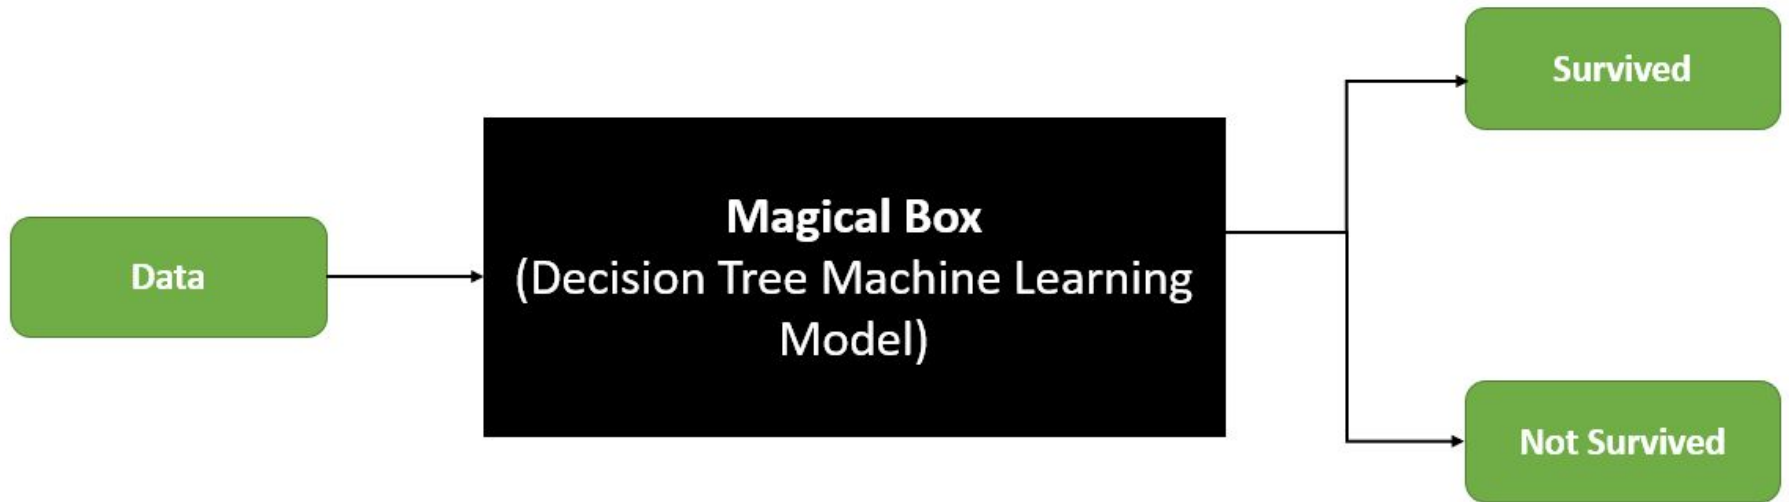 Survived
Data
Magical Box
(Decision Tree Machine Learning
Model)
Not Survived